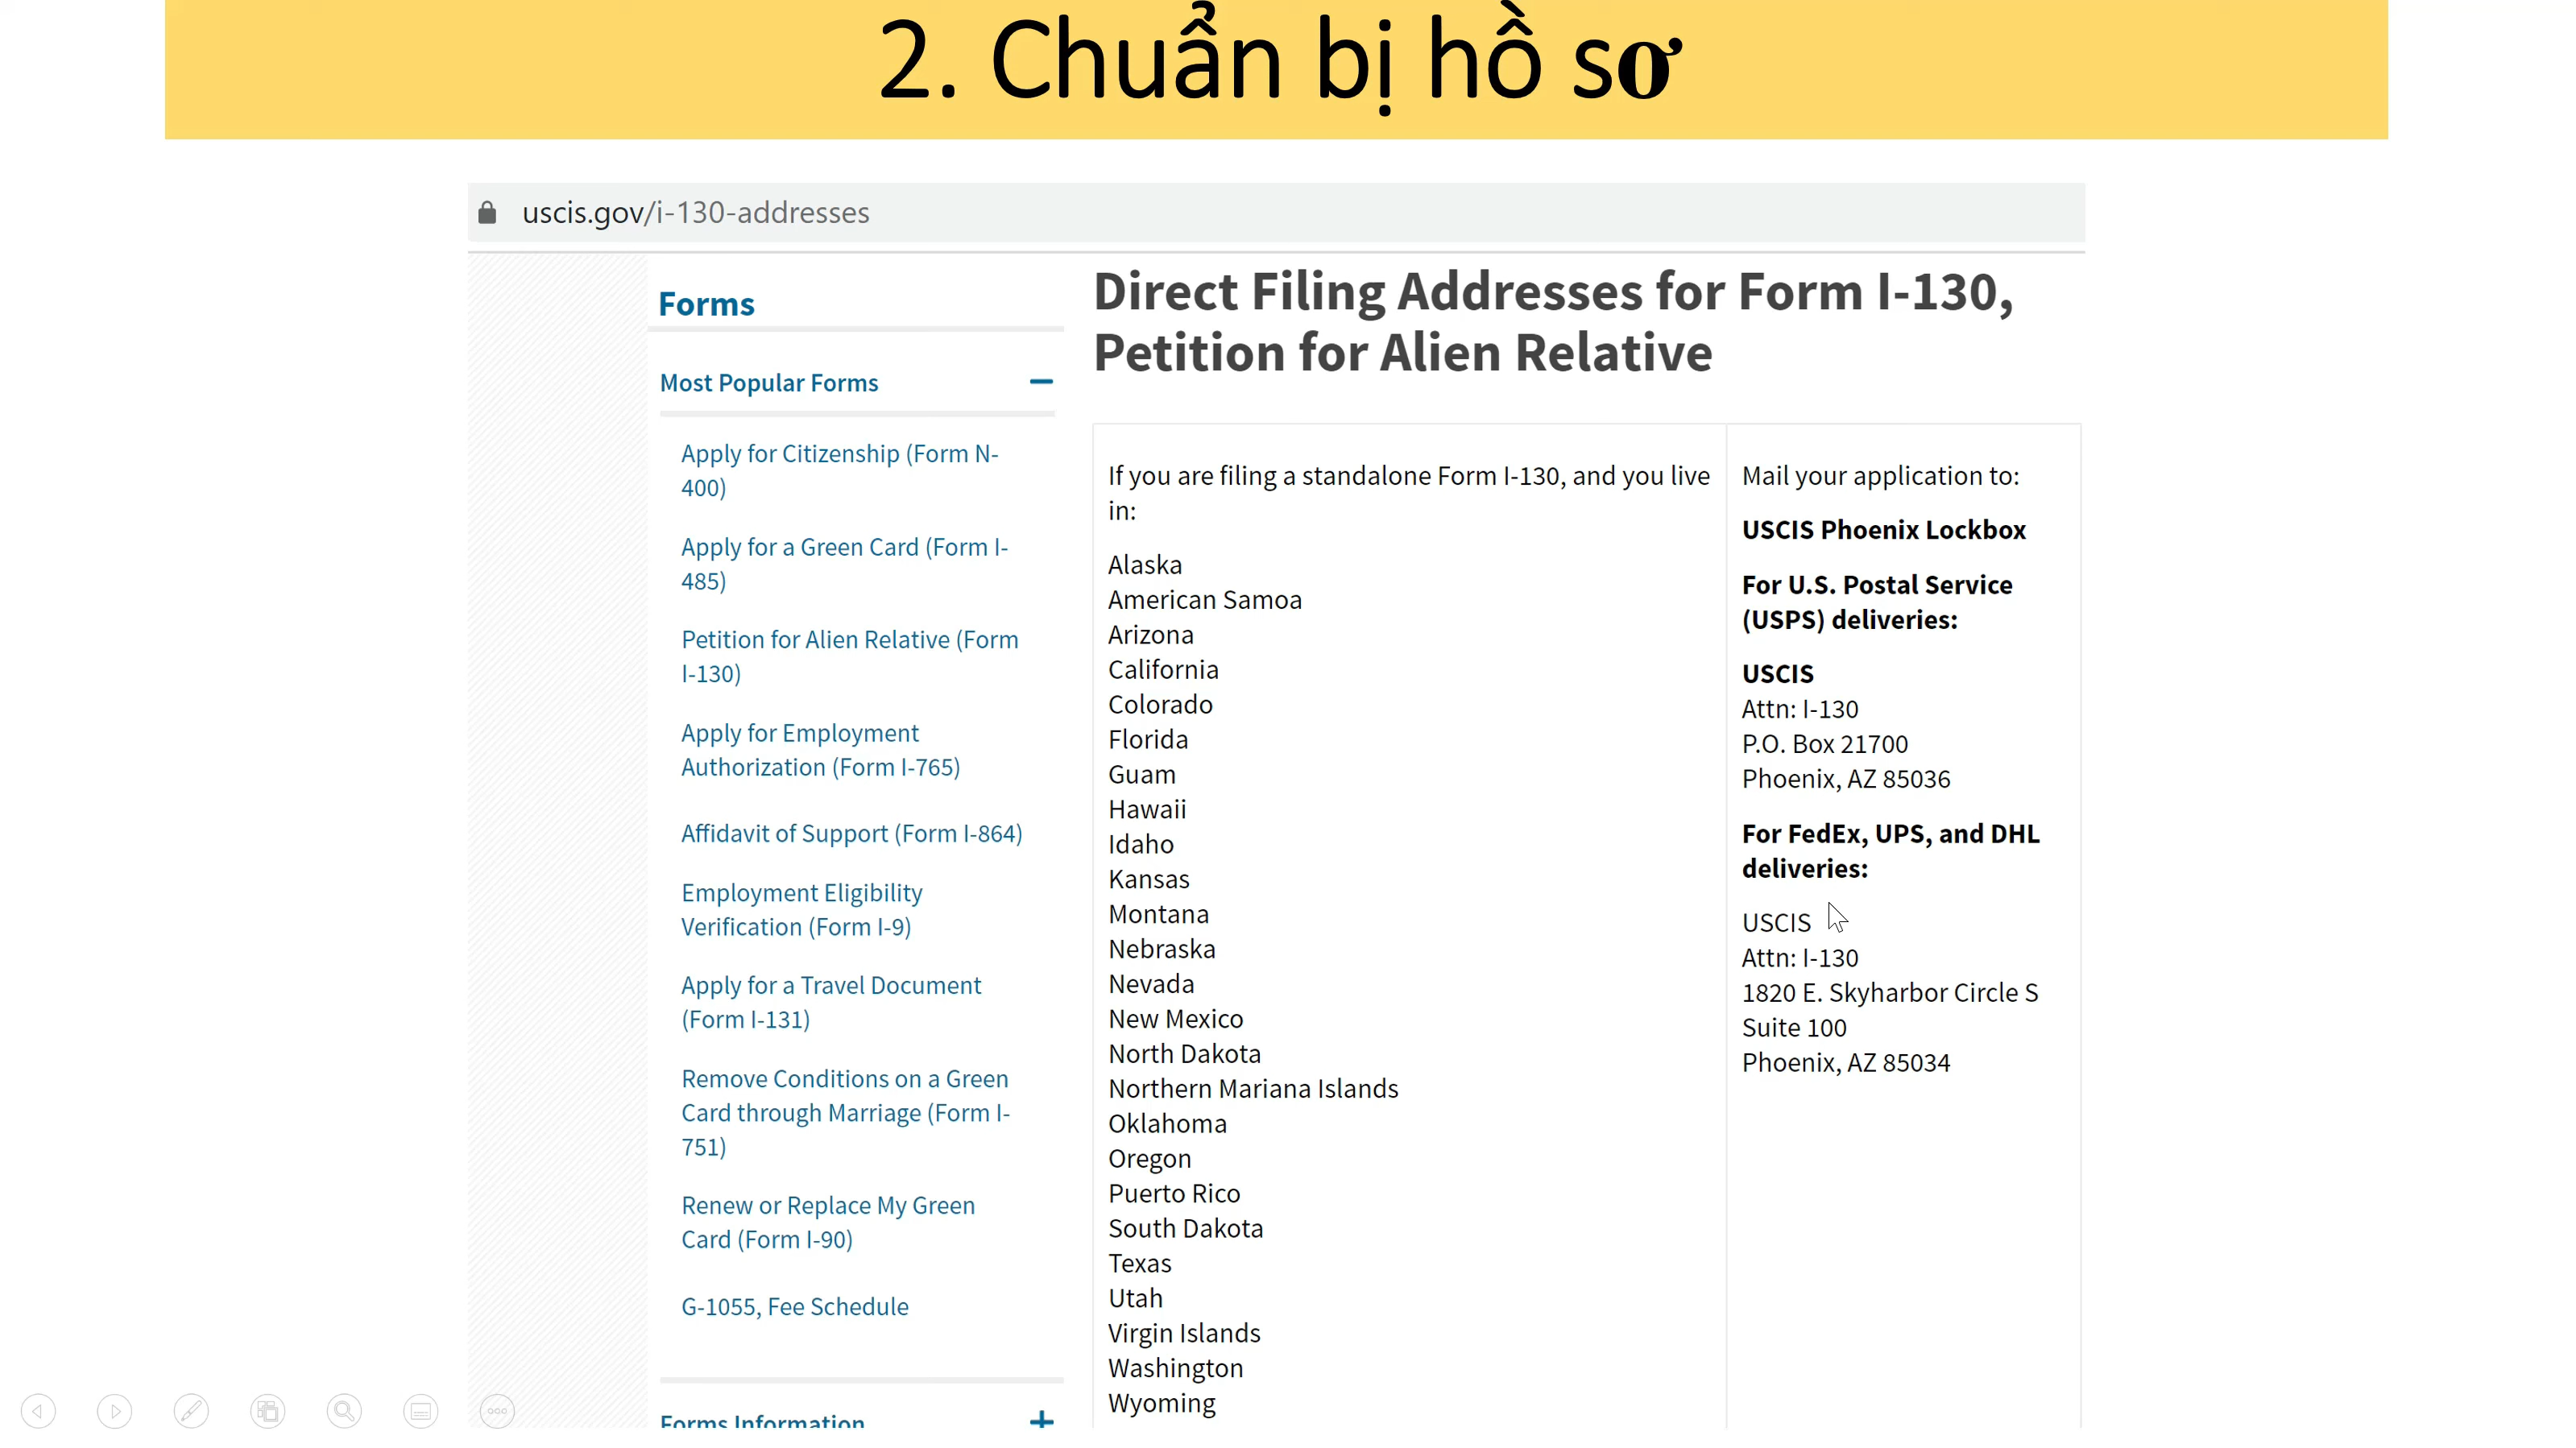 2. Chuẩn bị hồ sơ
uscis.gov/i-130-addresses
Forms
Most Popular Forms
Apply for Citizenship (Form N-
400)
Apply for a Green Card (Form I-
485)
Petition for Alien Relative (Form
I-130)
Apply for Employment
Authorization (Form I-765)
Affidavit of Support (Form I-864)
Employment Eligibility
Verification (Form I-9)
Apply for a Travel Document
(Form I-131)
Remove Conditions on a Green
Card through Marriage (Form I-
751)
Renew or Replace My Green
Card (Form I-90)
G-1055, Fee Schedule
Forms Information
Direct Filing Addresses for Form I-130,
Petition for Alien Relative
If you are filing a standalone Form I-130, and you live
in:
Alaska
American Samoa
Arizona
California
Colorado
Florida
Guam
Hawaii
Idaho
Kansas
Montana
Nebraska
Nevada
New Mexico
North Dakota
Northern Mariana Islands
Oklahoma
Oregon
Puerto Rico
South Dakota
Texas
Utah
Virgin Islands
Washington
Wyoming
Mail your application to:
USCIS Phoenix Lockbox
For U.S. Postal Service
(USPS) deliveries:
USCIS
Attn: I-130
P.O. Box 21700
Phoenix, AZ 85036
For FedEx, UPS, and DHL
deliveries:
USCIS
Attn: I-130
1820 E. Skyharbor Circle S
Suite 100
Phoenix, AZ 85034